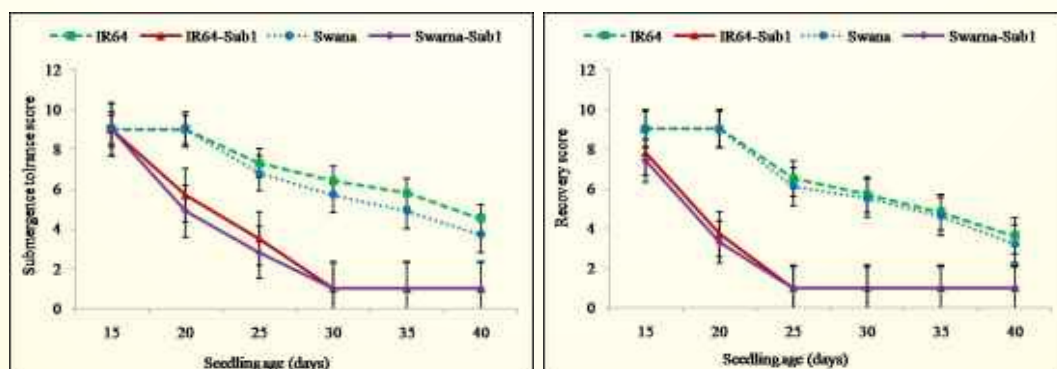 IR64 IR64-Sub1 Swana Swarna-Sub1
12
10
8
6
4
2
0
Submergence tolrance score
15 20 25 30 35 40
Seedling age (days)
IR64 IR64-Sub1 Swana Swarna-Sub1
12
10
8
6
4
2
0
Recovery score
15 20 25 30 35 40
Seedling age (days)